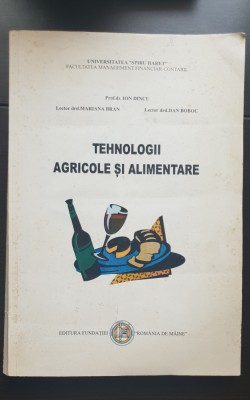 UNIVERSITATEA "SPIRU HARET"
FACULTATEA MANAGEMENT FINANCIAR-CONTABIL
Prof.dr. ION DINCU
Lector drd.MARIANA BRAN Lector drd.DAN BOBOC
TEHNOLOGII
AGRICOLE ȘI ALIMENTARE
EDITURA FUNDAȚIEI "ROMÂNIA DE MÂINE"